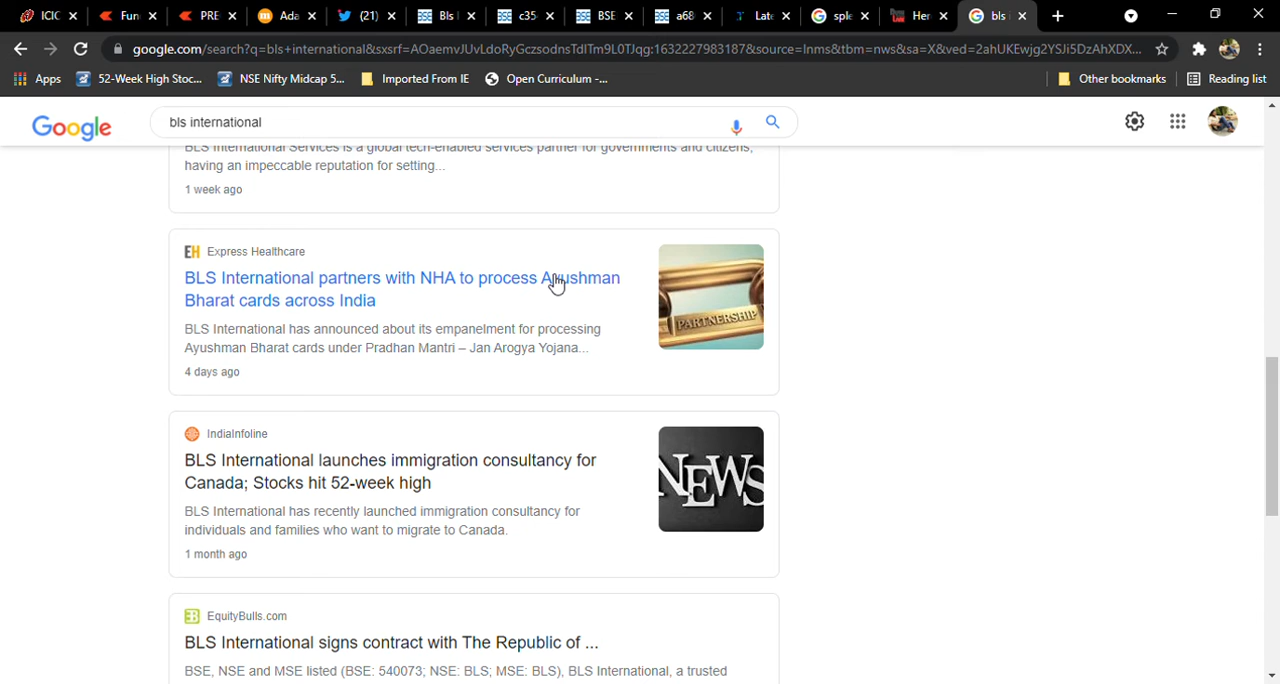 ICIC
Fun
PRE
Ada
(21)
Bls
c35
BSE
a68
Late
sple
Her
bls
google.com/search?q=bls+international&sxsrf=AOaemvJUvLdoRyGczsodnsTdITm9L0TJqg:1632227983187&source=lnms&tbm=nws&sa=X&ved=2ahUKEwjg2YSJi5DzAhXDX...
Apps
52-Week High Stoc...
NSE Nifty Midcap 5...
Imported From IE
Open Curriculum -...
Other bookmarks
Reading list
Google
bls international
BLS International Services is a global tech-enabled services partner for governments and citizens,
having an impeccable reputation for setting...
1 week ago
EH Express Healthcare
BLS International partners with NHA to process Ayushman
Bharat cards across India
BLS International has announced about its empanelment for processing
Ayushman Bharat cards under Pradhan Mantri – Jan Arogya Yojana...
4 days ago
PARTNERSHIP
IndiaInfoline
BLS International launches immigration consultancy for
Canada; Stocks hit 52-week high
BLS International has recently launched immigration consultancy for
individuals and families who want to migrate to Canada.
1 month ago
NEWS
EquityBulls.com
BLS International signs contract with The Republic of ...
BSE, NSE and MSE listed (BSE: 540073; NSE: BLS; MSE: BLS), BLS International, a trusted